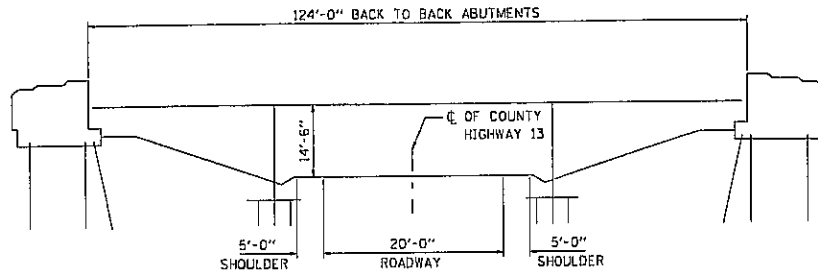 124'-0" BACK TO BACK ABUTMENTS
14'-6"
℄ OF COUNTY
HIGHWAY 13
5'-0"
SHOULDER
20'-0"
ROADWAY
5'-0"
SHOULDER